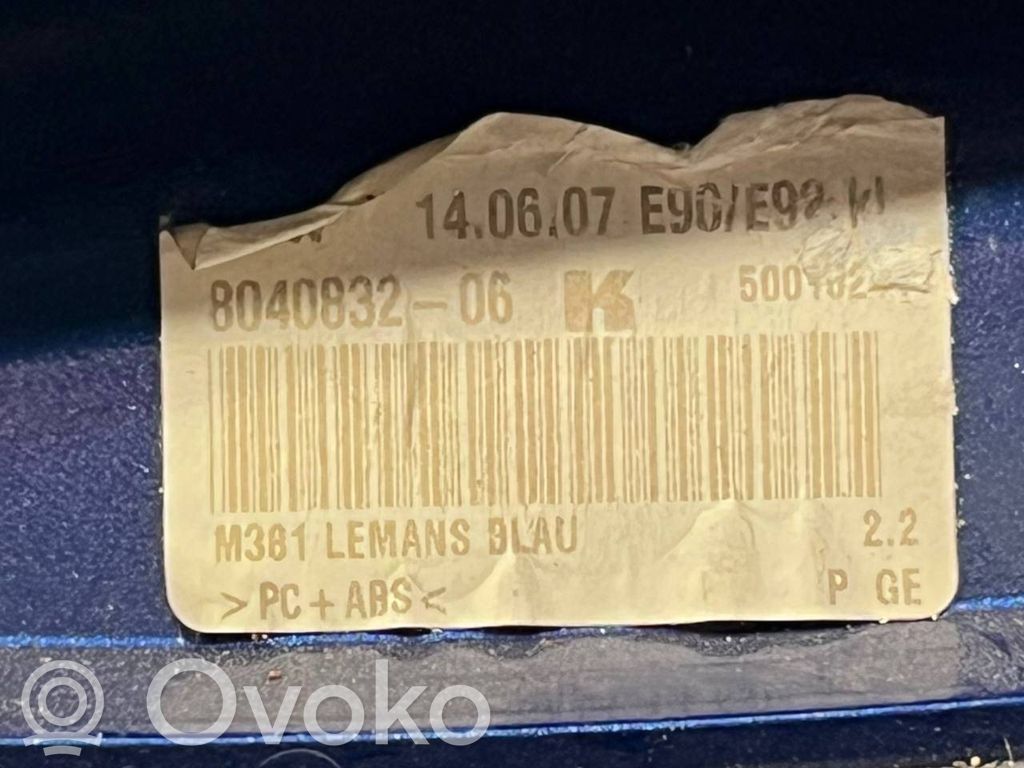 14.06.07 E90/E92
8040832-06 K
M381 LEMANS BLAU 2.2
>PC+ABS< P GE
Ovoko